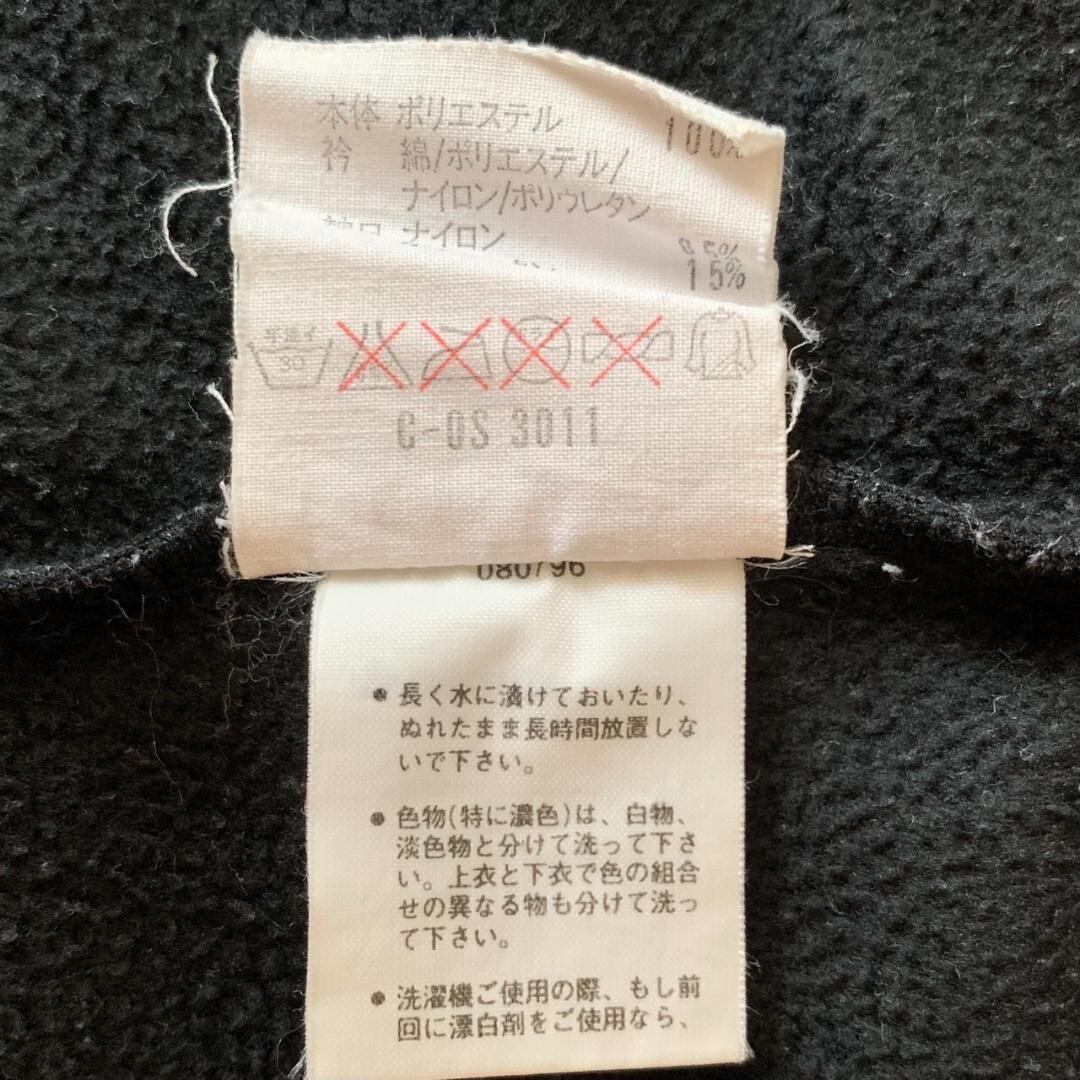 本体 ポリエステル 100%
衿 綿/ポリエステル/
ナイロン/ポリウレタン
ナイロン 85%
15%
手洗イ
30
C-OS 3011
080796
● 長く水に漬けておいたり、
ぬれたまま長時間放置しな
いで下さい。
● 色物(特に濃色)は、白物、
淡色物と分けて洗って下さ
い。上衣と下衣で色の組合
せの異なる物も分けて洗っ
て下さい。
● 洗濯機ご使用の際、もし前
回に漂白剤をご使用なら、